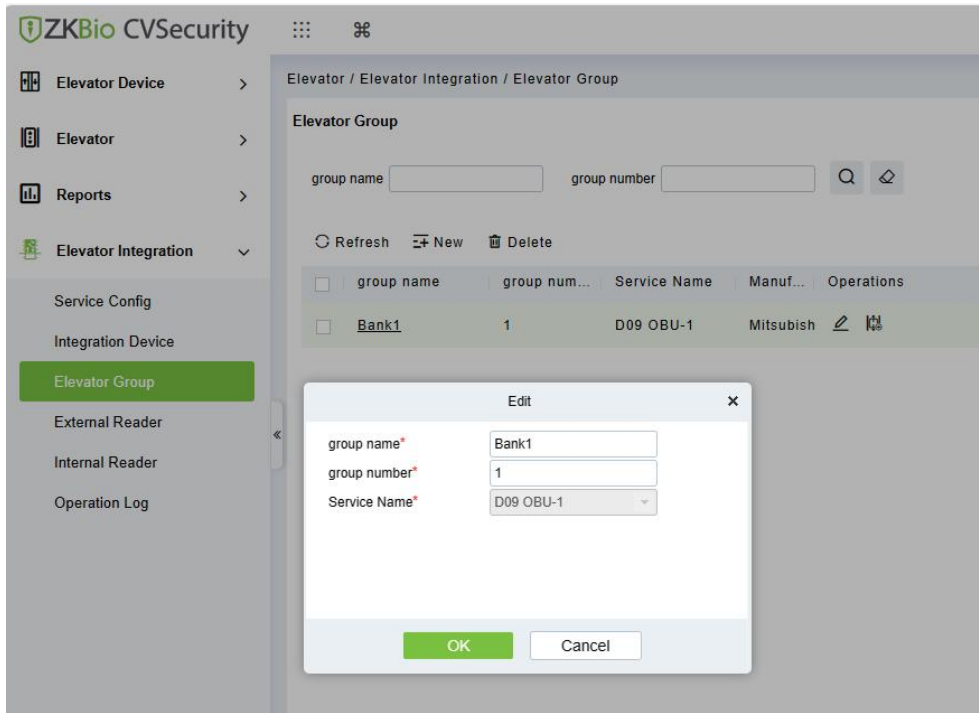 ZKBio CVSecurity
Elevator Device
Elevator
Reports
Elevator Integration
Service Config
Integration Device
Elevator Group
External Reader
Internal Reader
Operation Log
Elevator / Elevator Integration / Elevator Group
Elevator Group
group name group number
Refresh New Delete
group name group num... Service Name Manuf... Operations
Bank1 1 D09 OBU-1 Mitsubish
Edit
group name* Bank1
group number* 1
Service Name* D09 OBU-1
OK Cancel